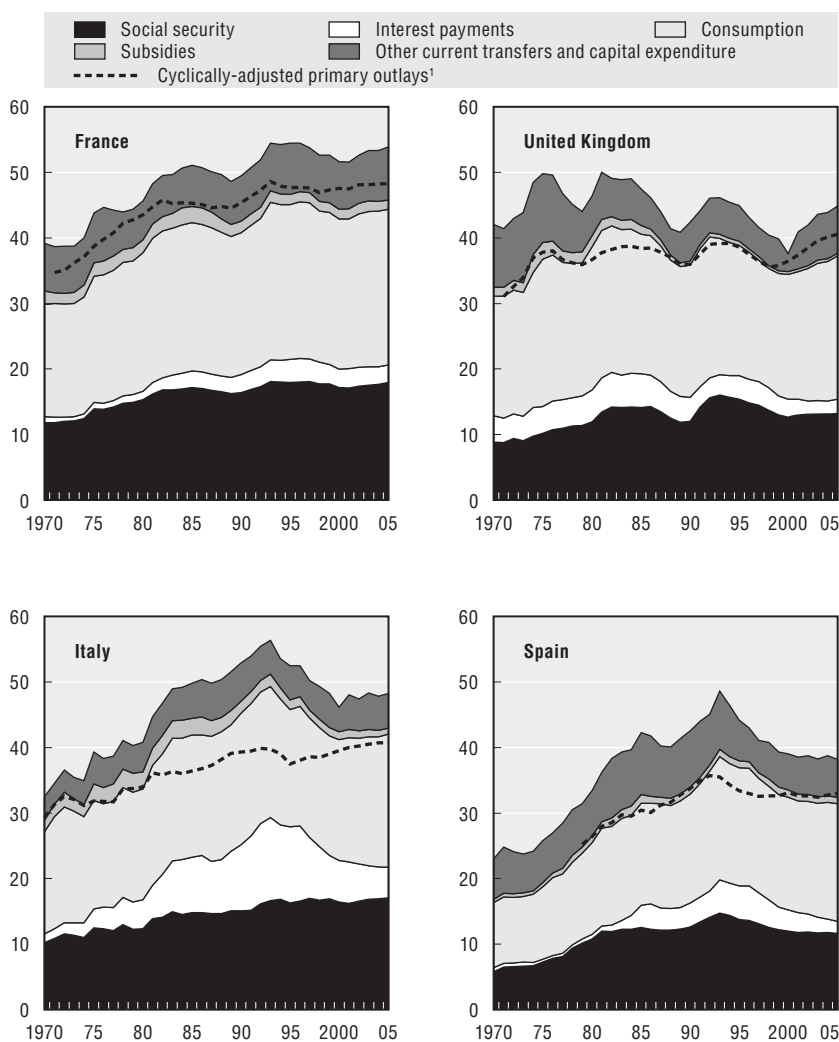 Social security Interest payments Consumption
Subsidies Other current transfers and capital expenditure
Cyclically-adjusted primary outlays¹
60 60
France United Kingdom
50 50
40 40
30 30
20 20
10 10
0 0
1970 75 80 85 90 95 2000 05 1970 75 80 85 90 95 2000 05
60 60
Italy Spain
50 50
40 40
30 30
20 20
10 10
0 0
1970 75 80 85 90 95 2000 05 1970 75 80 85 90 95 2000 05